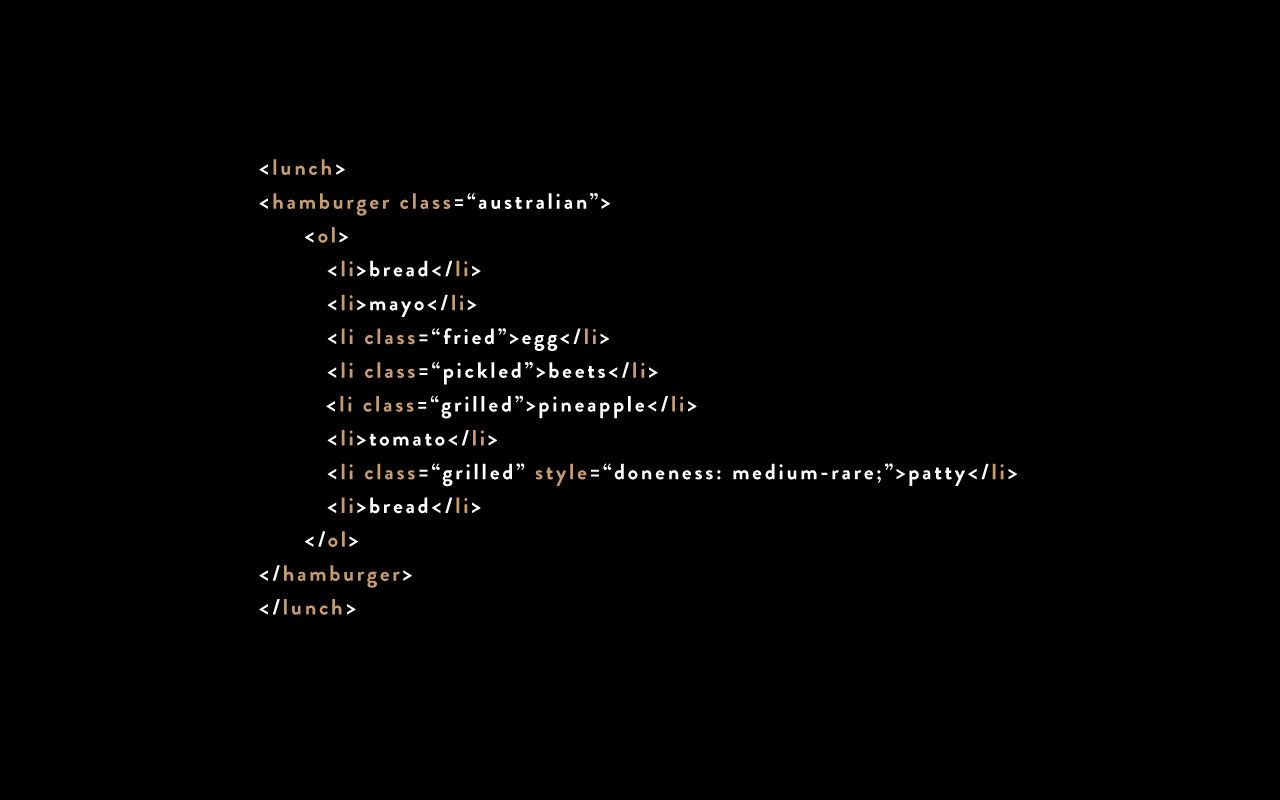 <lunch>
<hamburger class=“australian”>
<ol>
<li>bread</li>
<li>mayo</li>
<li class=“fried”>egg</li>
<li class=“pickled”>beets</li>
<li class=“grilled”>pineapple</li>
<li>tomato</li>
<li class=“grilled” style=“doneness: medium-rare;”>patty</li>
<li>bread</li>
</ol>
</hamburger>
</lunch>